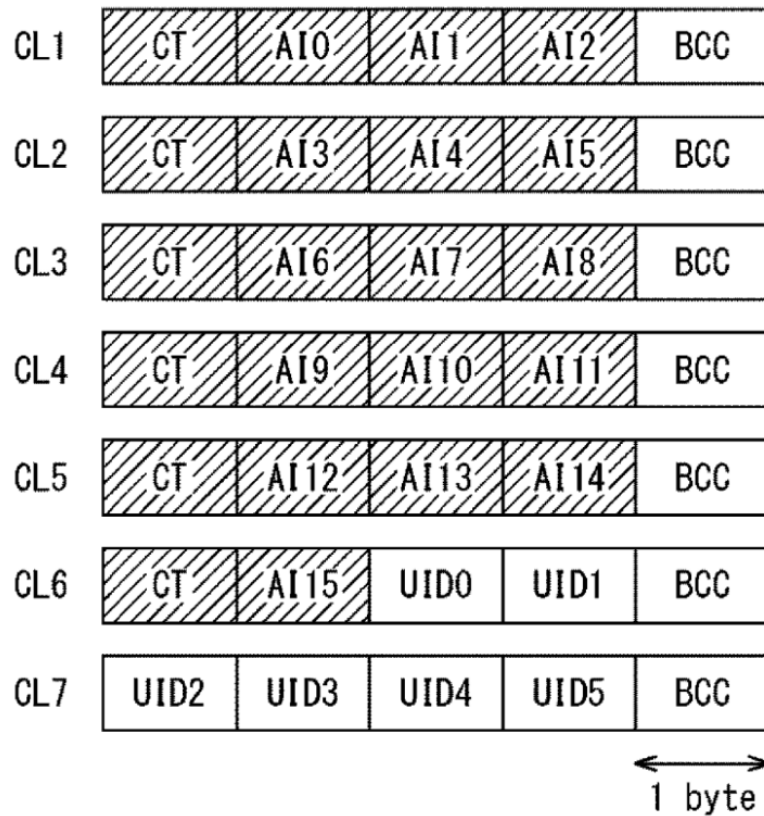 CL1 CT AI0 AI1 AI2 BCC
CL2 CT AI3 AI4 AI5 BCC
CL3 CT AI6 AI7 AI8 BCC
CL4 CT AI9 AI10 AI11 BCC
CL5 CT AI12 AI13 AI14 BCC
CL6 CT AI15 UID0 UID1 BCC
CL7 UID2 UID3 UID4 UID5 BCC
1 byte